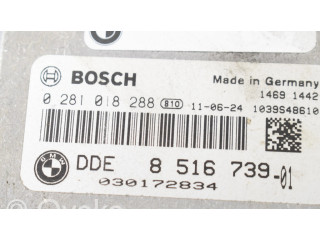 BOSCH
Made in Germany
1469 1442
0 281 018 288 810 11-06-24 1039S48610
DDE 8 516 739-01
030172834